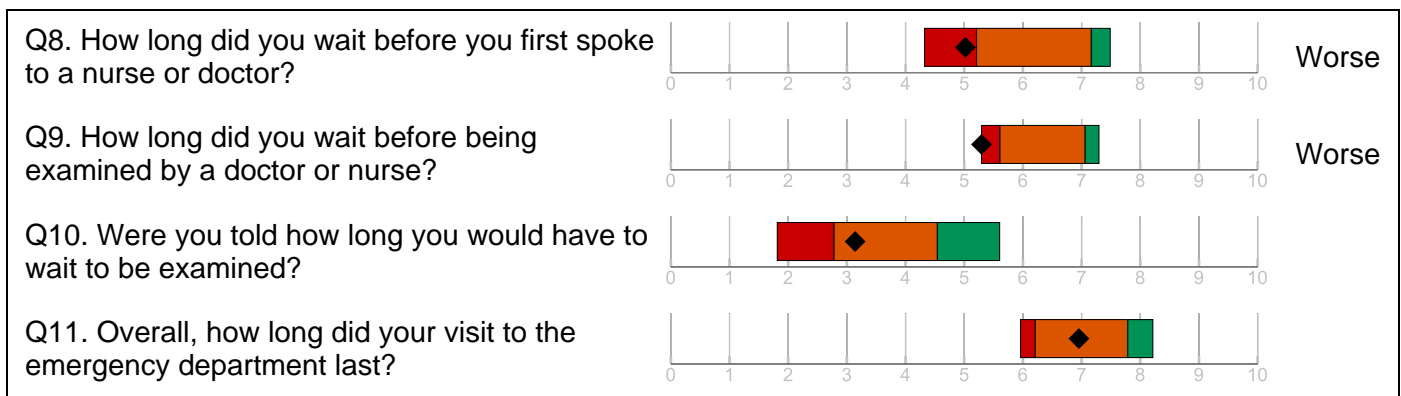 Q8. How long did you wait before you first spoke
to a nurse or doctor?
Worse
0 1 2 3 4 5 6 7 8 9 10
Q9. How long did you wait before being
examined by a doctor or nurse?
Worse
0 1 2 3 4 5 6 7 8 9 10
Q10. Were you told how long you would have to
wait to be examined?
0 1 2 3 4 5 6 7 8 9 10
Q11. Overall, how long did your visit to the
emergency department last?
0 1 2 3 4 5 6 7 8 9 10